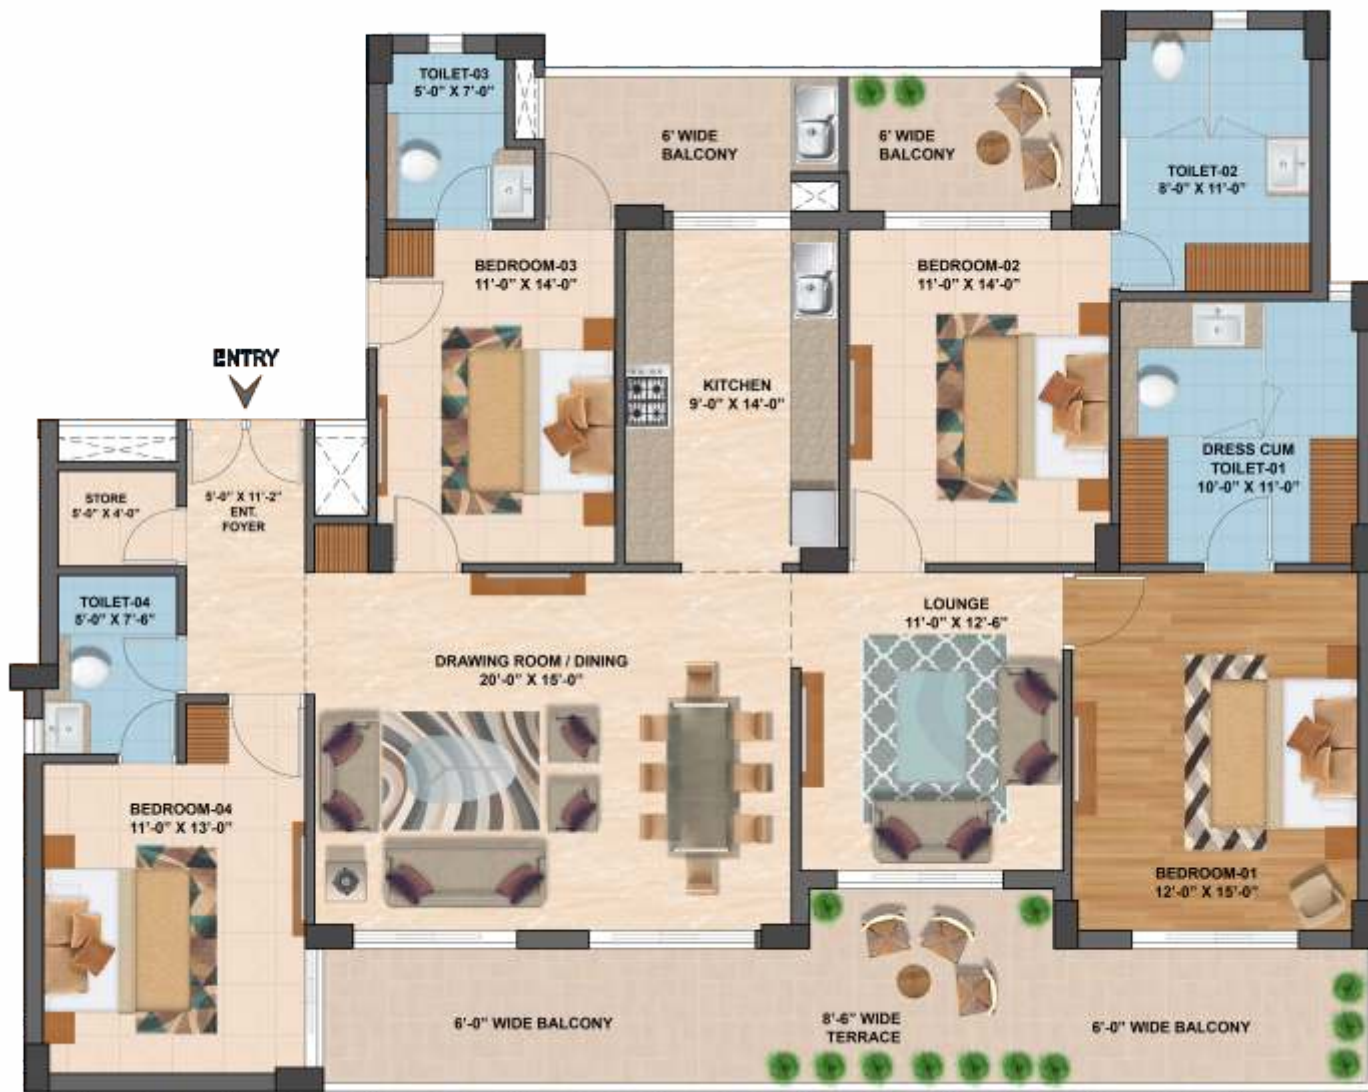 TOILET-03
5'-0" X 7'-0"
6' WIDE
BALCONY
6' WIDE
BALCONY
TOILET-02
8'-0" X 11'-0"
BEDROOM-03
11'-0" X 14'-0"
BEDROOM-02
11'-0" X 14'-0"
ENTRY
KITCHEN
9'-0" X 14'-0"
DRESS CUM
TOILET-01
10'-0" X 11'-0"
STORE
5'-0" X 4'-0"
5'-0" X 11'-2"
ENT.
FOYER
TOILET-04
5'-0" X 7'-6"
LOUNGE
11'-0" X 12'-6"
DRAWING ROOM / DINING
20'-0" X 15'-0"
BEDROOM-04
11'-0" X 13'-0"
BEDROOM-01
12'-0" X 15'-0"
6'-0" WIDE BALCONY
8'-6" WIDE
TERRACE
6'-0" WIDE BALCONY